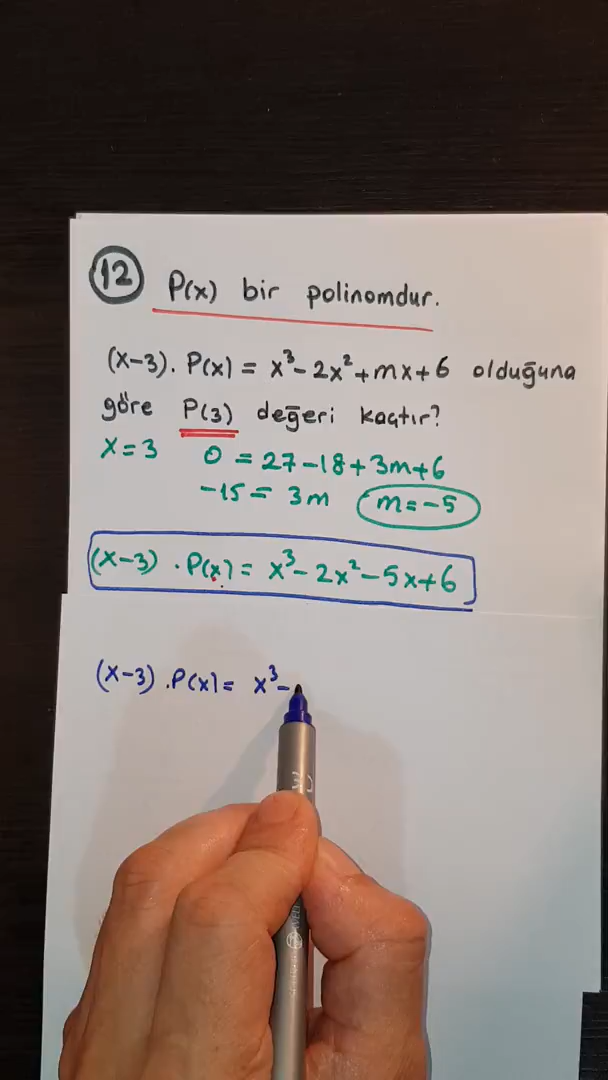 12 P(x) bir polinomdur.
(x-3). P(x) = x³ - 2x² + mx + 6 olduğuna
göre P(3) değeri kaçtır?
x = 3 0 = 27 - 18 + 3m + 6
-15 = 3m m = -5
(x-3) . P(x) = x³ - 2x² - 5x + 6
(x-3) . P(x) = x³ -